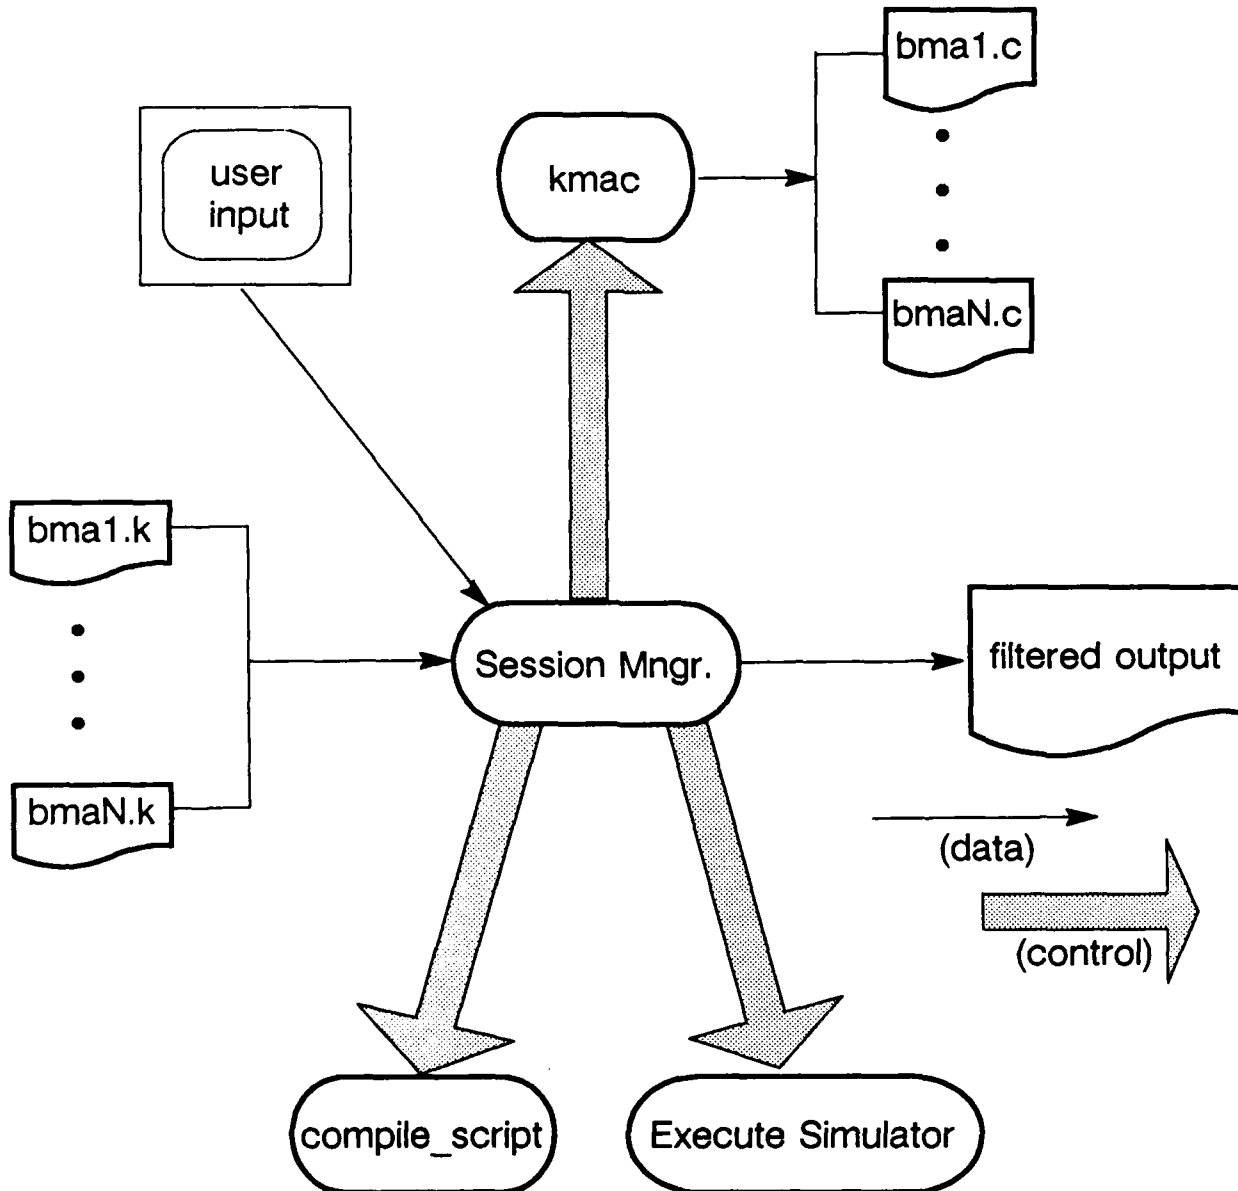 bma1.c
user
input
kmac
bmaN.c
bma1.k
Session Mngr.
filtered output
bmaN.k
(data)
(control)
compile_script
Execute Simulator